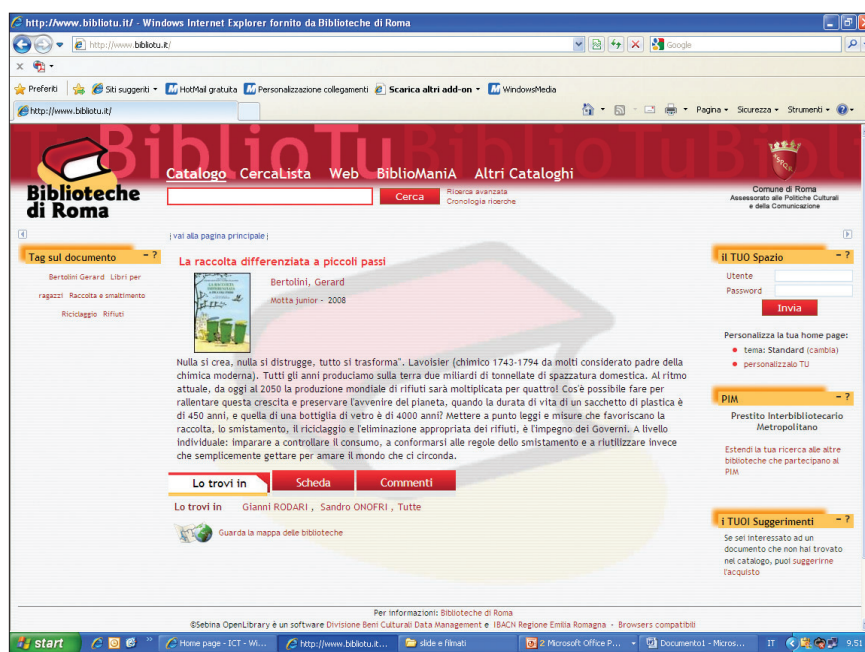 http://www.bibliotu.it/ - Windows Internet Explorer fornito da Biblioteche di Roma
http://www.bibliotu.it/
Google
x
Preferiti
Siti suggeriti
HotMail gratuita
Personalizzazione collegamenti
Scarica altri add-on
WindowsMedia
http://www.bibliotu.it/
Pagina
Sicurezza
Strumenti
BiblioTu
Biblioteche
di Roma
Catalogo CercaLista Web BiblioManiA Altri Cataloghi
Cerca
Ricerca avanzata
Cronologia ricerche
Comune di Roma
Assessorato alle Politiche Culturali
e della Comunicazione
| vai alla pagina principale |
Tag sul documento - ?
Bertolini Gerard Libri per
ragazzi Raccolta e smaltimento
Riciclaggio Rifiuti
La raccolta differenziata a piccoli passi
Bertolini, Gerard
Motta junior - 2008
Nulla si crea, nulla si distrugge, tutto si trasforma". Lavoisier (chimico 1743-1794 da molti considerato padre della
chimica moderna). Tutti gli anni produciamo sulla terra due miliardi di tonnellate di spazzatura domestica. Al ritmo
attuale, da oggi al 2050 la produzione mondiale di rifiuti sarà moltiplicata per quattro! Cos'è possibile fare per
rallentare questa crescita e preservare l'avvenire del pianeta, quando la durata di vita di un sacchetto di plastica è
di 450 anni, e quella di una bottiglia di vetro è di 4000 anni? Mettere a punto leggi e misure che favoriscano la
raccolta, lo smistamento, il riciclaggio e l'eliminazione appropriata dei rifiuti, è l'impegno dei Governi. A livello
individuale: imparare a controllare il consumo, a conformarsi alle regole dello smistamento e a riutilizzare invece
che semplicemente gettare per amare il mondo che ci circonda.
Lo trovi in
Scheda
Commenti
Lo trovi in Gianni RODARI , Sandro ONOFRI , Tutte
Guarda la mappa delle biblioteche
il TUO Spazio - ?
Utente
Password
Invia
Personalizza la tua home page:
tema: Standard (cambia)
personalizzalo TU
PIM - ?
Prestito Interbibliotecario
Metropolitano
Estendi la tua ricerca alle altre
biblioteche che partecipano al
PIM
i TUOI Suggerimenti - ?
Se sei interessato ad un
documento che non hai trovato
nel catalogo, puoi suggerirne
l'acquisto
Per informazioni: Biblioteche di Roma
©Sebina OpenLibrary è un software Divisione Beni Culturali Data Management e IBACN Regione Emilia Romagna - Browsers compatibili
start
Home page - ICT - Wi...
http://www.bibliotu.it...
slide e filmati
2 Microsoft Office P...
Documento1 - Micros...
IT
9.51